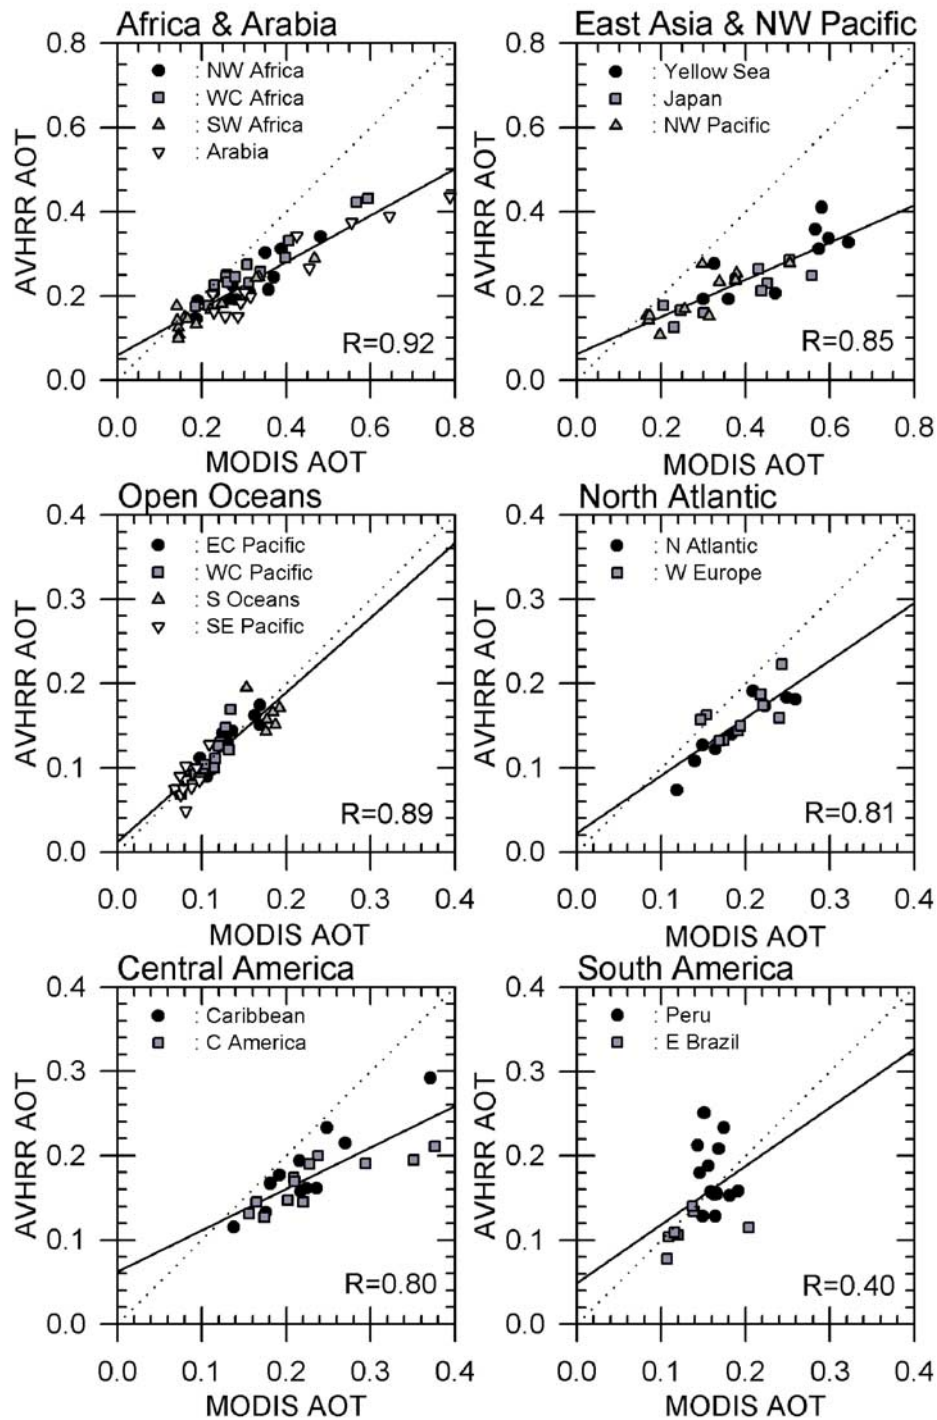 Africa & Arabia
0.8
0.6
0.4
0.2
0.0
AVHRR AOT
: NW Africa
: WC Africa
: SW Africa
: Arabia
R=0.92
0.0 0.2 0.4 0.6 0.8
MODIS AOT
East Asia & NW Pacific
0.8
0.6
0.4
0.2
0.0
AVHRR AOT
: Yellow Sea
: Japan
: NW Pacific
R=0.85
0.0 0.2 0.4 0.6 0.8
MODIS AOT
Open Oceans
0.4
0.3
0.2
0.1
0.0
AVHRR AOT
: EC Pacific
: WC Pacific
: S Oceans
: SE Pacific
R=0.89
0.0 0.1 0.2 0.3 0.4
MODIS AOT
North Atlantic
0.4
0.3
0.2
0.1
0.0
AVHRR AOT
: N Atlantic
: W Europe
R=0.81
0.0 0.1 0.2 0.3 0.4
MODIS AOT
Central America
0.4
0.3
0.2
0.1
0.0
AVHRR AOT
: Caribbean
: C America
R=0.80
0.0 0.1 0.2 0.3 0.4
MODIS AOT
South America
0.4
0.3
0.2
0.1
0.0
AVHRR AOT
: Peru
: E Brazil
R=0.40
0.0 0.1 0.2 0.3 0.4
MODIS AOT